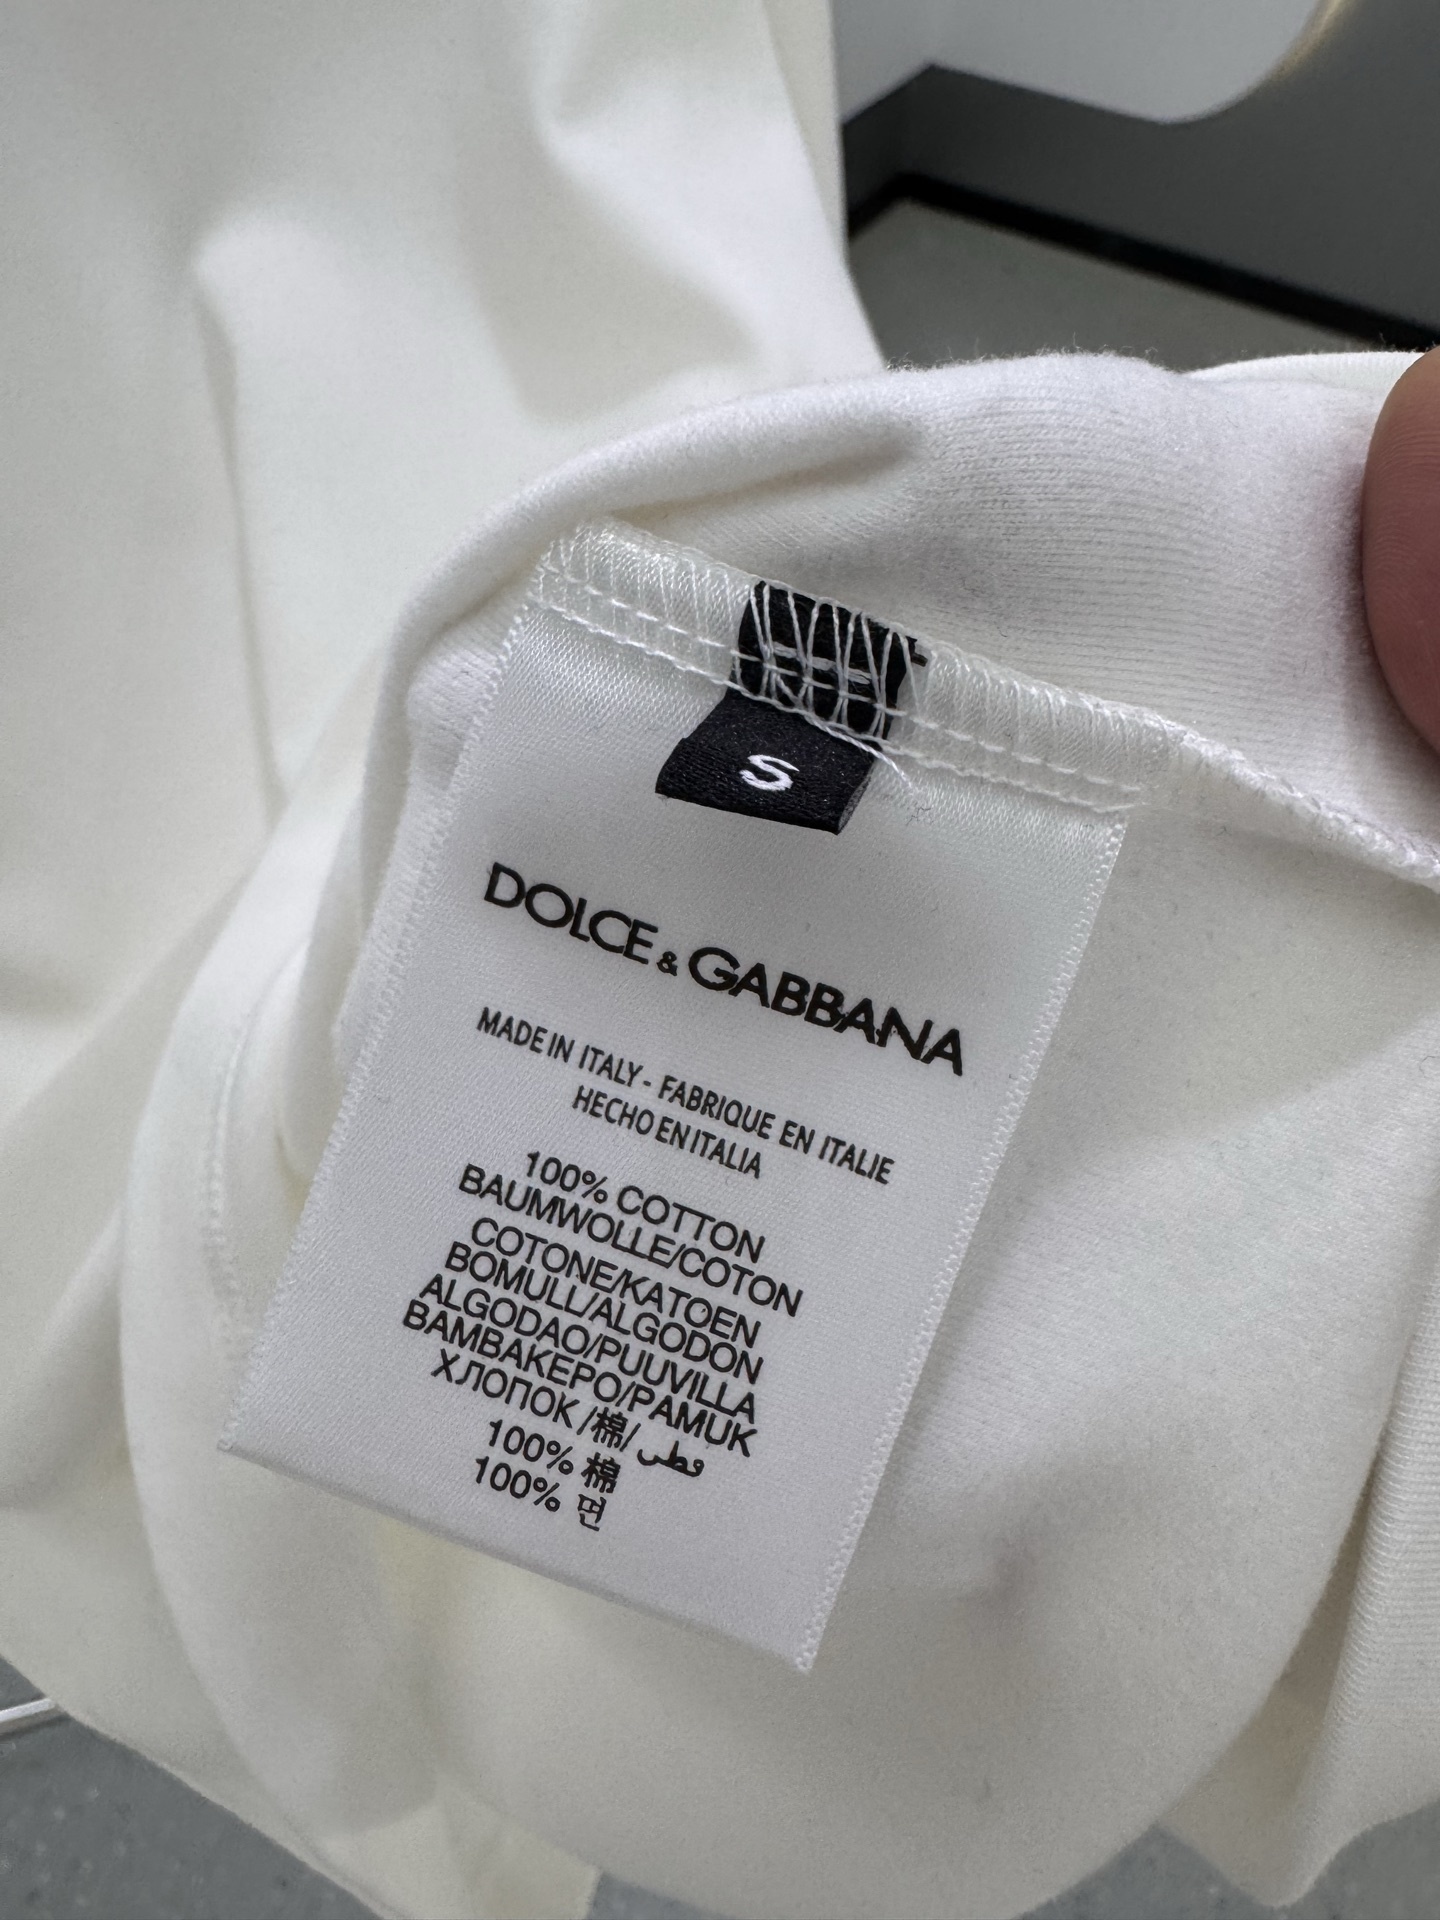 S
DOLCE & GABBANA
MADE IN ITALY - FABRIQUE EN ITALIE
HECHO EN ITALIA
100% COTTON
BAUMWOLLE/COTON
COTONE/KATOEN
BOMULL/ALGODON
ALGODAO/PUUVILLA
BAMBAKEPO/PAMUK
ХЛОПОК /棉/ قطن
100% 棉
100% 면